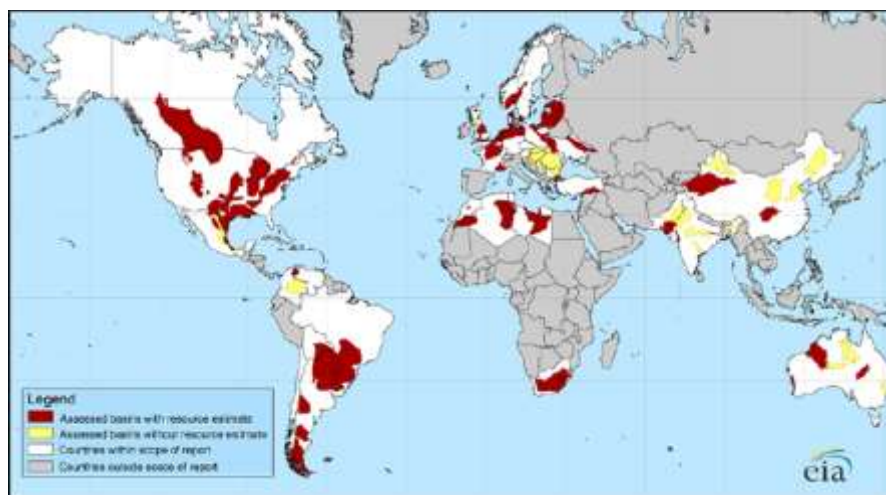 Legend
Assessed basins with resource estimate
Assessed basins without resource estimate
Countries within scope of report
Countries outside scope of report
eia